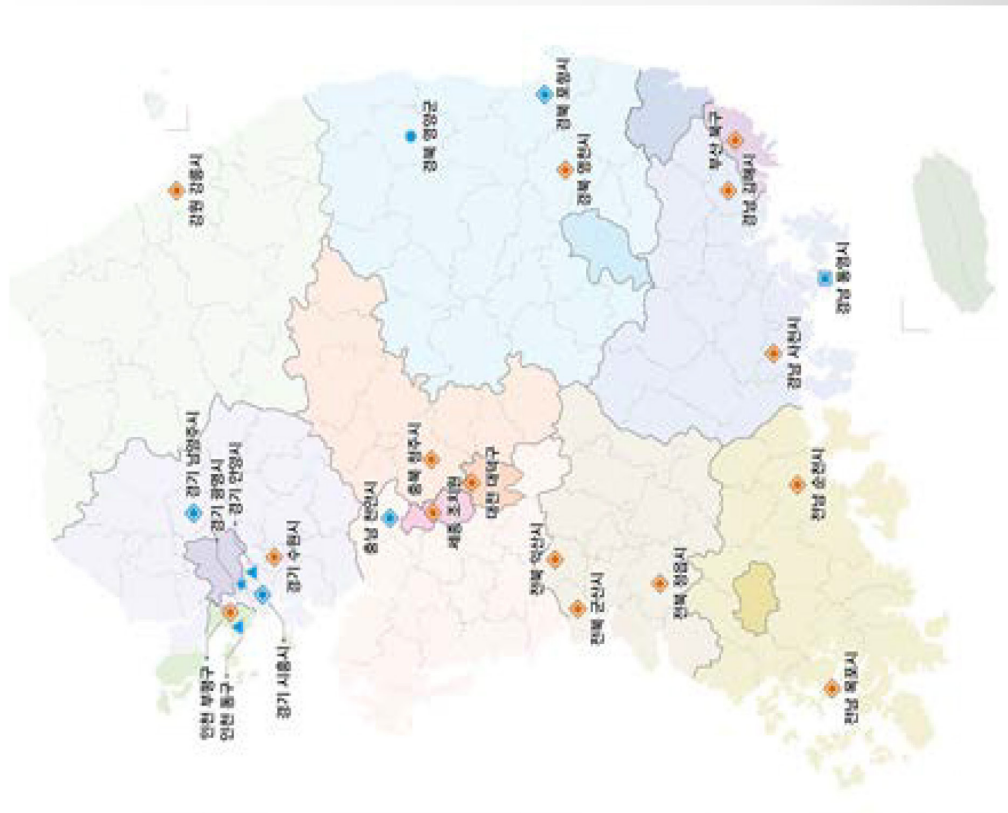 강원 강릉시
경기 남양주시
경기 광명시
경기 안양시
경기 수원시
경기 시흥시
인천 부평구
인천 동구
충남 천안시
충북 청주시
세종 조치원
대전 대덕구
경북 영양군
경북 포항시
경북 영천시
부산 북구
경남 김해시
경남 통영시
경남 사천시
전북 익산시
전북 군산시
전북 정읍시
전남 순천시
전남 목포시